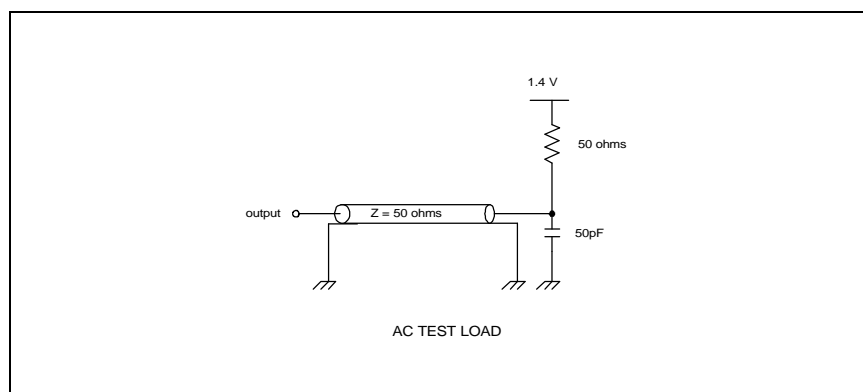 1.4 V
50 ohms
output
Z = 50 ohms
50pF
AC TEST LOAD